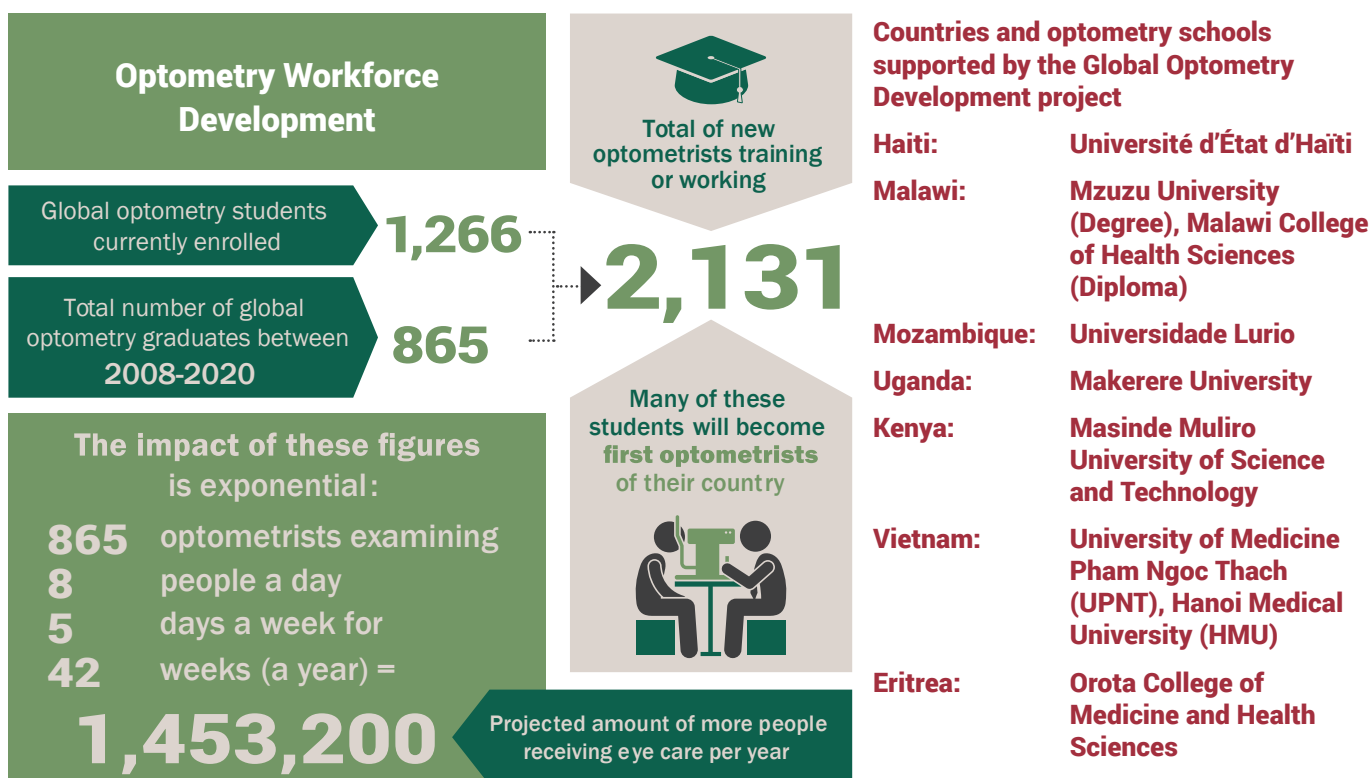 Optometry Workforce
Development
Global optometry students
currently enrolled
1,266
Total number of global
optometry graduates between
2008-2020
865
Total of new
optometrists training
or working
2,131
Many of these
students will become
first optometrists
of their country
The impact of these figures
is exponential:
865 optometrists examining
8 people a day
5 days a week for
42 weeks (a year) =
1,453,200
Projected amount of more people
receiving eye care per year
Countries and optometry schools
supported by the Global Optometry
Development project
Haiti: Université d'État d'Haïti
Malawi: Mzuzu University
(Degree), Malawi College
of Health Sciences
(Diploma)
Mozambique: Universidade Lurio
Uganda: Makerere University
Kenya: Masinde Muliro
University of Science
and Technology
Vietnam: University of Medicine
Pham Ngoc Thach
(UPNT), Hanoi Medical
University (HMU)
Eritrea: Orota College of
Medicine and Health
Sciences